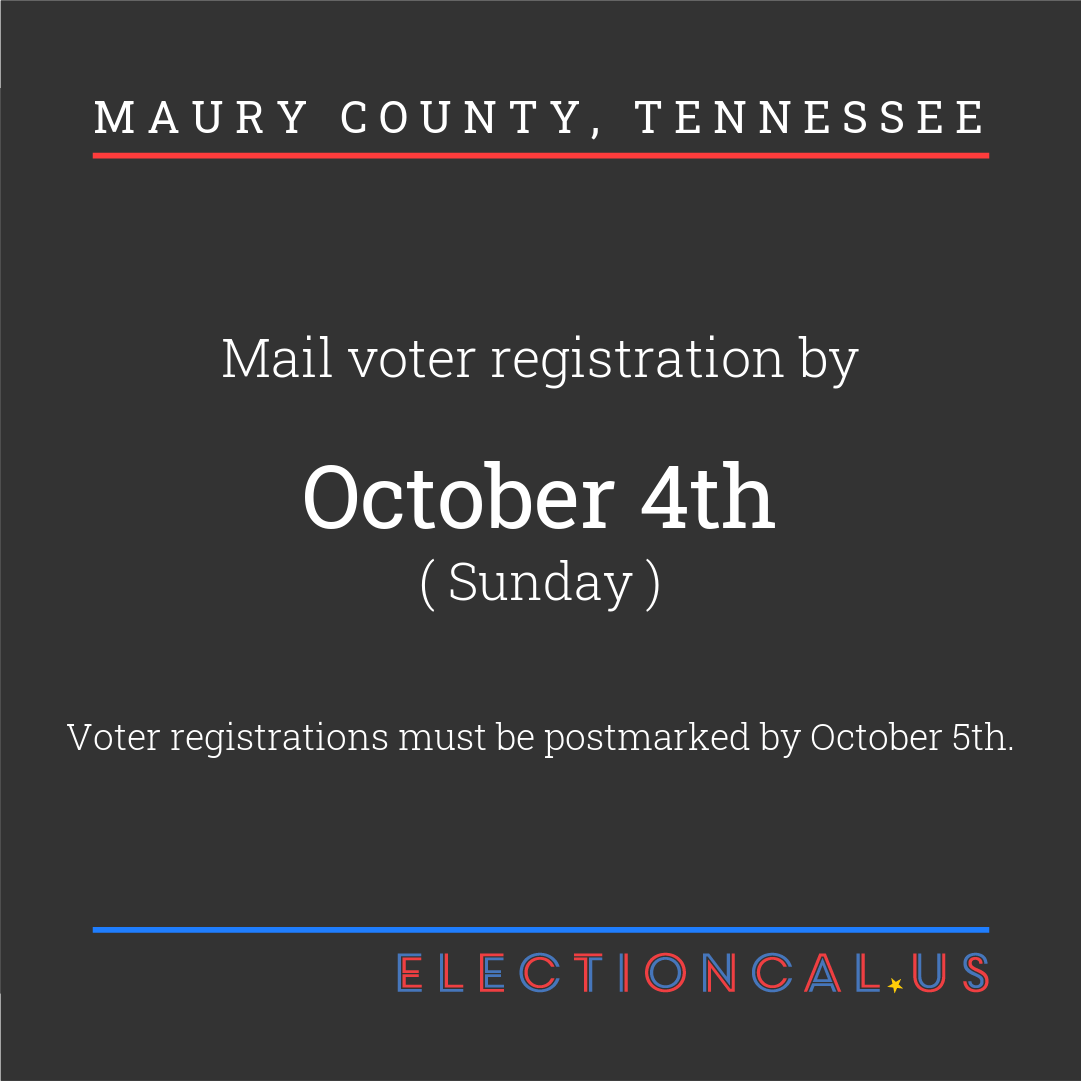 MAURY COUNTY, TENNESSEE
Mail voter registration by
October 4th
( Sunday )
Voter registrations must be postmarked by October 5th.
ELECTIONCAL.US